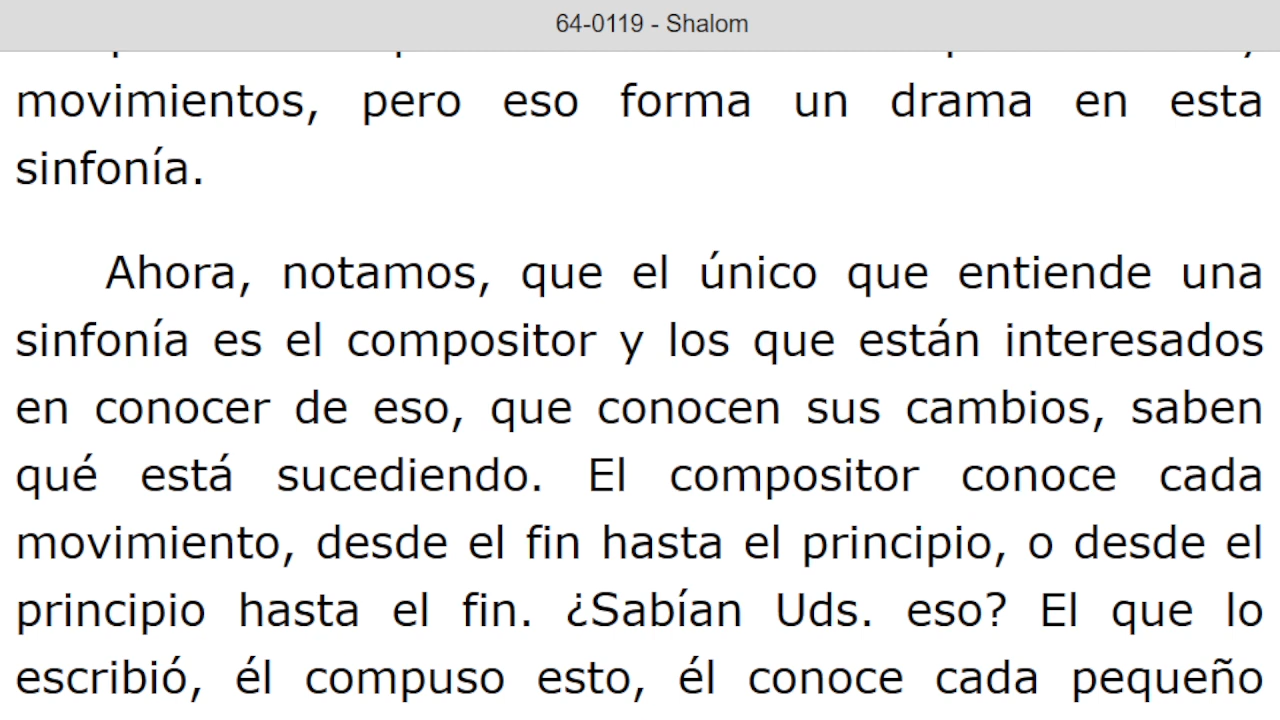 64-0119 - Shalom
movimientos, pero eso forma un drama en esta
sinfonía.
Ahora, notamos, que el único que entiende una
sinfonía es el compositor y los que están interesados
en conocer de eso, que conocen sus cambios, saben
qué está sucediendo. El compositor conoce cada
movimiento, desde el fin hasta el principio, o desde el
principio hasta el fin. ¿Sabían Uds. eso? El que lo
escribió, él compuso esto, él conoce cada pequeño